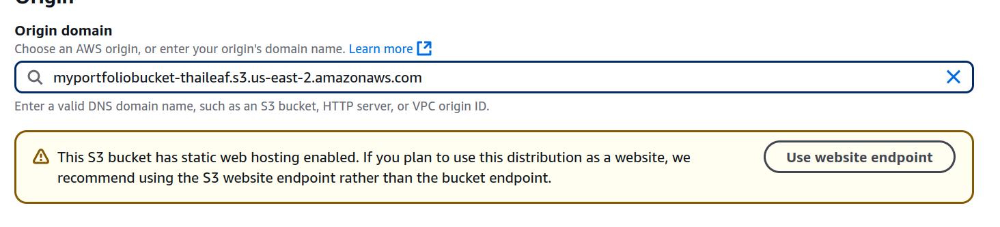 Origin
Origin domain
Choose an AWS origin, or enter your origin's domain name. Learn more
myportfoliobucket-thaileaf.s3.us-east-2.amazonaws.com
Enter a valid DNS domain name, such as an S3 bucket, HTTP server, or VPC origin ID.
This S3 bucket has static web hosting enabled. If you plan to use this distribution as a website, we
recommend using the S3 website endpoint rather than the bucket endpoint.
Use website endpoint